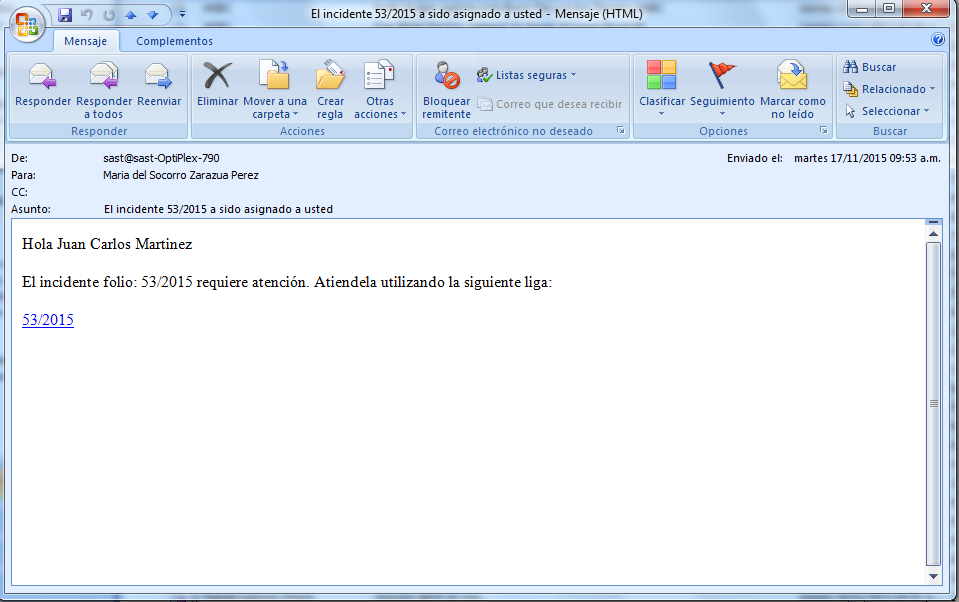 El incidente 53/2015 a sido asignado a usted - Mensaje (HTML)
Mensaje Complementos
Responder Responder a todos Reenviar
Responder
Eliminar Mover a una carpeta Crear regla Otras acciones
Acciones
Bloquear remitente Listas seguras Correo que desea recibir
Correo electrónico no deseado
Clasificar Seguimiento Marcar como no leído
Opciones
Buscar
Relacionado
Seleccionar
Buscar
De: sast@sast-OptiPlex-790 Enviado el: martes 17/11/2015 09:53 a.m.
Para: Maria del Socorro Zarazua Perez
CC:
Asunto: El incidente 53/2015 a sido asignado a usted
Hola Juan Carlos Martinez
El incidente folio: 53/2015 requiere atención. Atiendela utilizando la siguiente liga:
53/2015